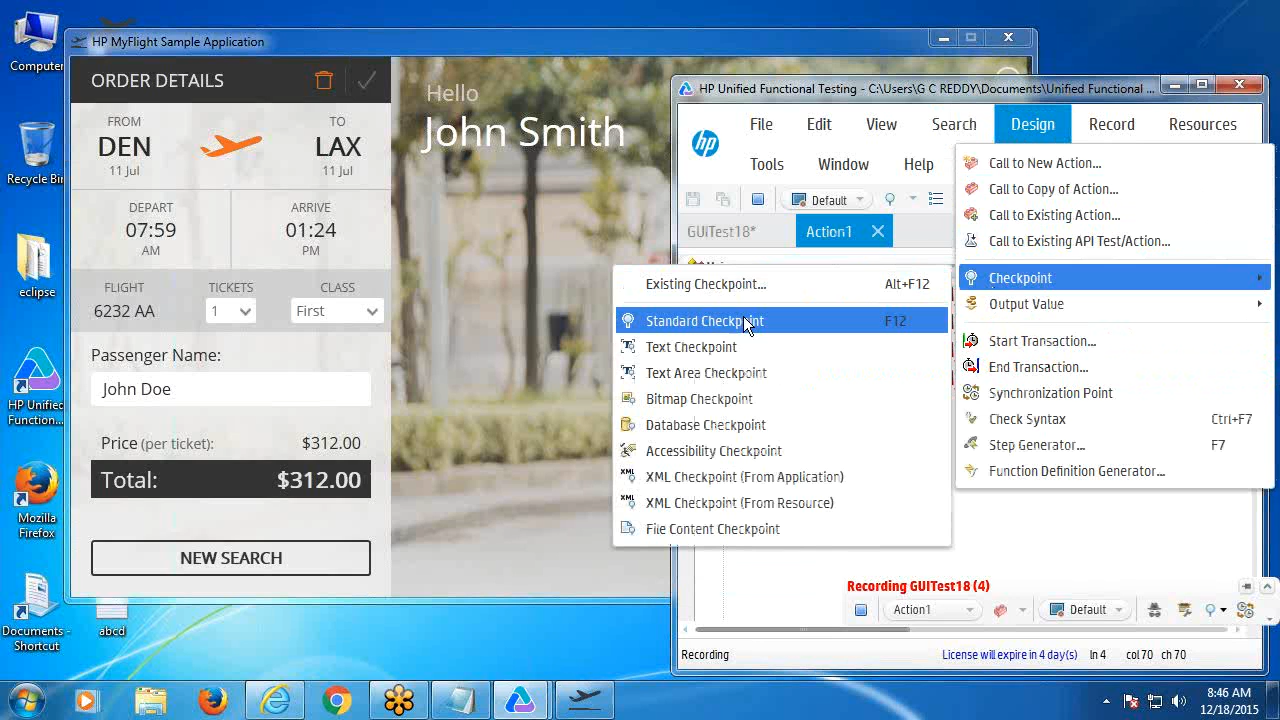 Computer
Recycle Bin
eclipse
HP Unified
Function...
Mozilla
Firefox
Documents -
Shortcut
abcd
HP MyFlight Sample Application
ORDER DETAILS
FROM
DEN
11 Jul
TO
LAX
11 Jul
DEPART
07:59
AM
ARRIVE
01:24
PM
FLIGHT
6232 AA
TICKETS
1
CLASS
First
Passenger Name:
John Doe
Price (per ticket): $312.00
Total: $312.00
NEW SEARCH
Hello
John Smith
HP Unified Functional Testing - C:\Users\G C REDDY\Documents\Unified Functional ...
hp
File Edit View Search Design Record Resources
Tools Window Help
Default
GUITest18* Action1
Call to New Action...
Call to Copy of Action...
Call to Existing Action...
Call to Existing API Test/Action...
Checkpoint
Output Value
Start Transaction...
End Transaction...
Synchronization Point
Check Syntax Ctrl+F7
Step Generator... F7
Function Definition Generator...
Existing Checkpoint... Alt+F12
Standard Checkpoint F12
Text Checkpoint
Text Area Checkpoint
Bitmap Checkpoint
Database Checkpoint
Accessibility Checkpoint
XML Checkpoint (From Application)
XML Checkpoint (From Resource)
File Content Checkpoint
Recording GUITest18 (4)
Action1 Default
Recording License will expire in 4 day(s) ln 4 col 70 ch 70
8:46 AM
12/18/2015